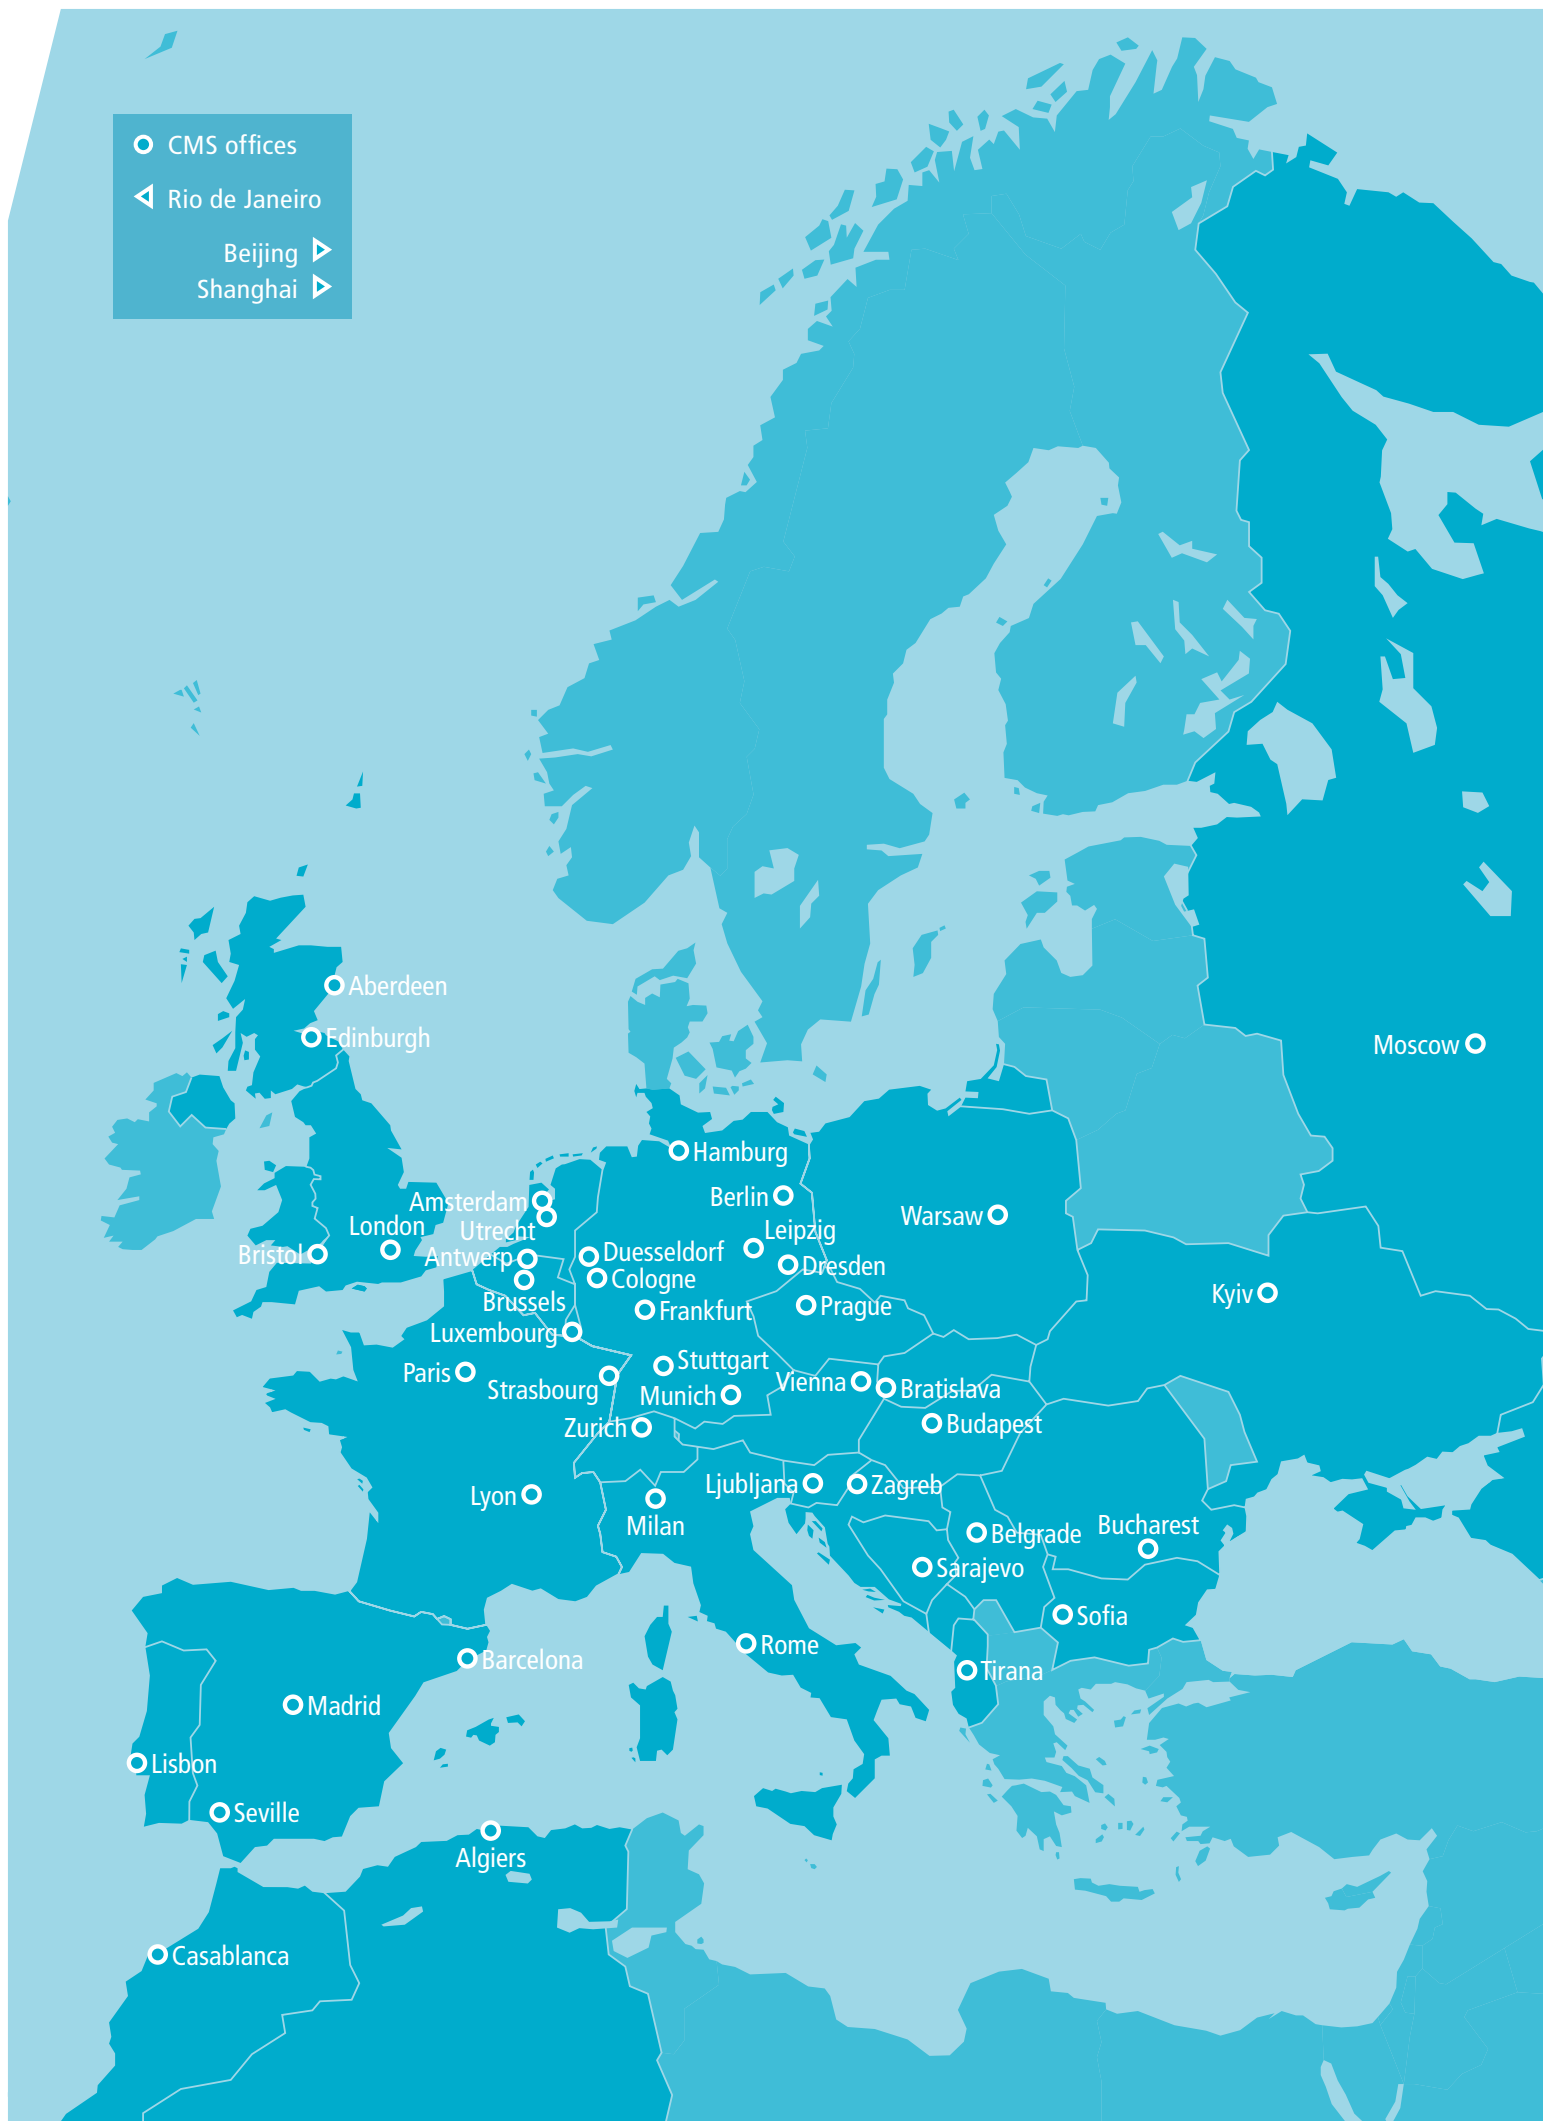 CMS offices
Rio de Janeiro
Beijing
Shanghai
Aberdeen
Edinburgh
Moscow
Hamburg
Berlin
Amsterdam
Warsaw
London
Utrecht
Leipzig
Bristol
Antwerp
Duesseldorf
Dresden
Cologne
Kyiv
Brussels
Frankfurt
Prague
Luxembourg
Paris
Stuttgart
Strasbourg
Munich
Vienna
Bratislava
Zurich
Budapest
Lyon
Ljubljana
Zagreb
Milan
Belgrade
Bucharest
Sarajevo
Sofia
Rome
Barcelona
Tirana
Madrid
Lisbon
Seville
Algiers
Casablanca